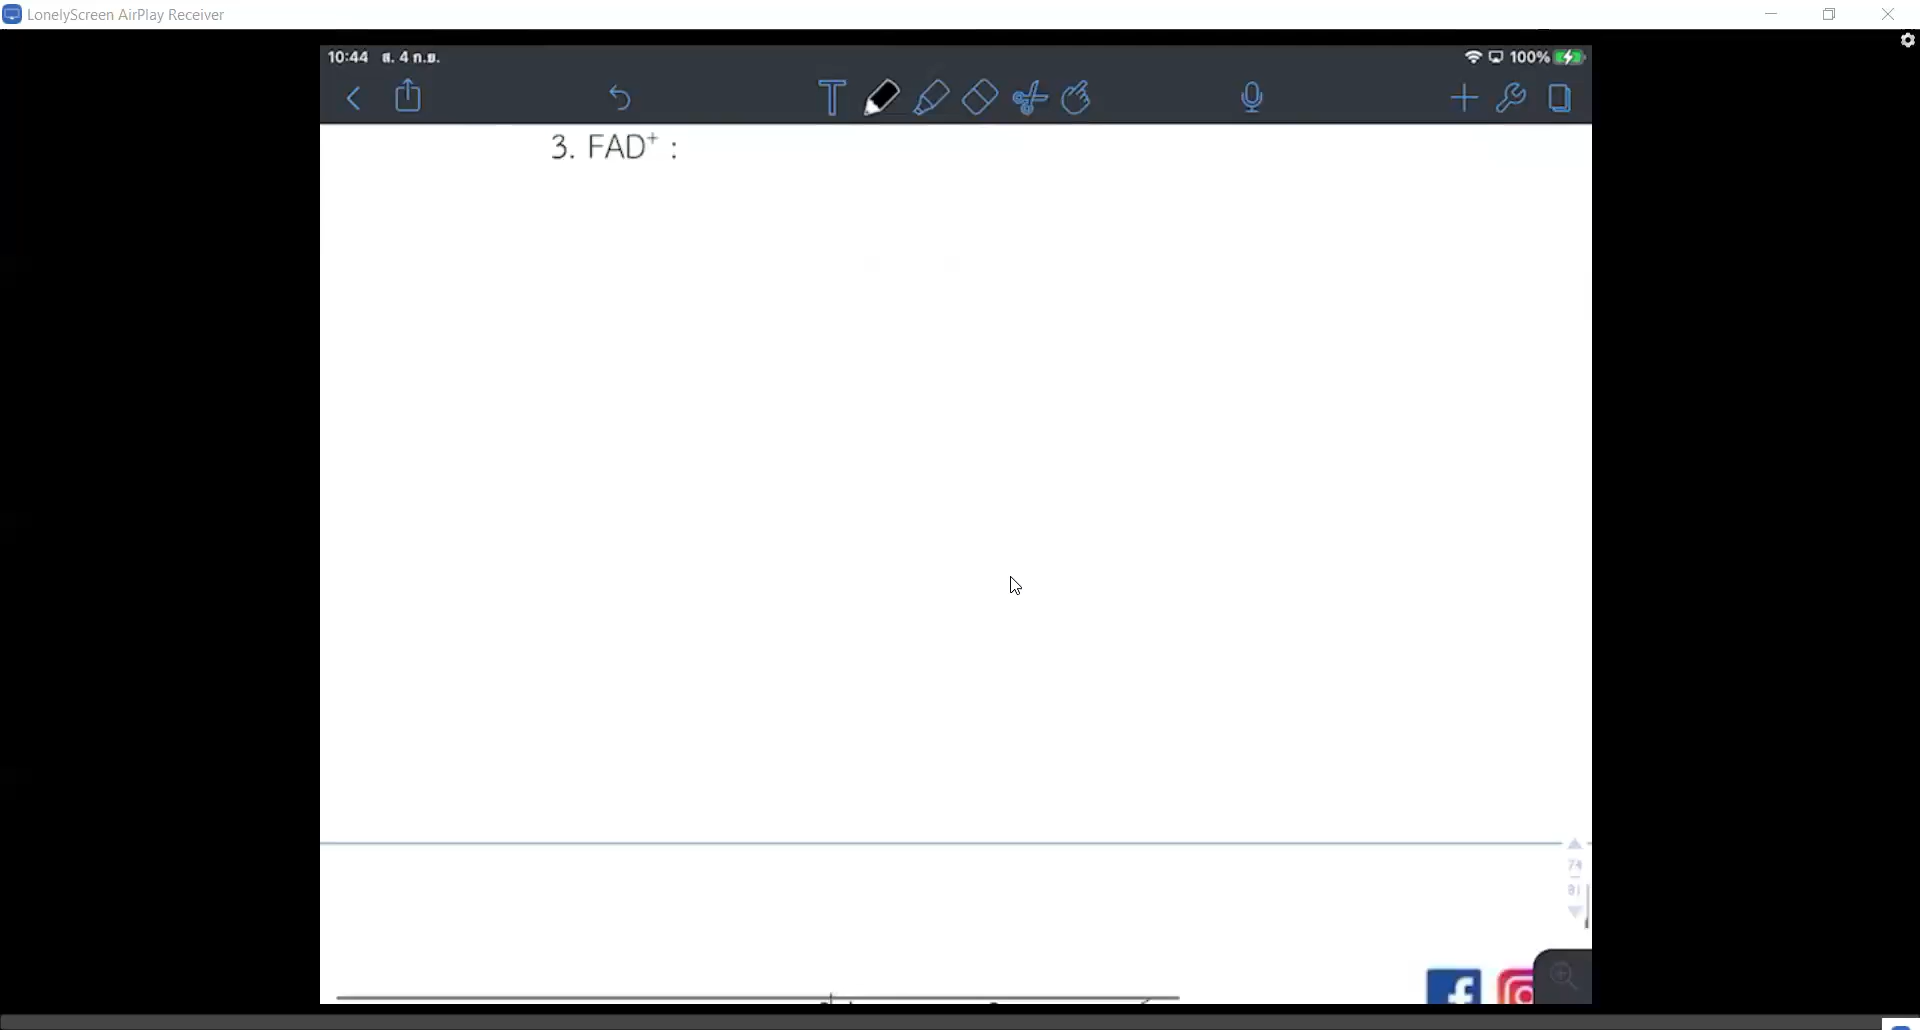 LonelyScreen AirPlay Receiver
10:44 ส. 4 ก.ย.
100%
3. FAD⁺ :